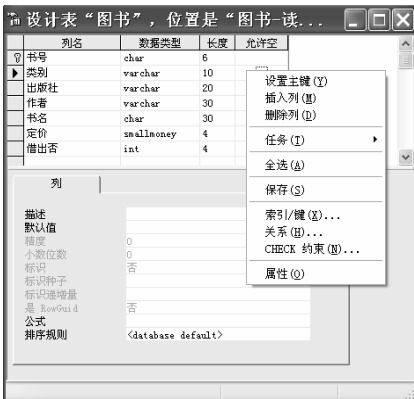 设计表“图书”，位置是“图书-读...
列名 数据类型 长度 允许空
书号 char 6
类别 varchar 10
出版社 varchar 20
作者 varchar 30
书名 char 30
定价 smallmoney 4
借出否 int 4
设置主键(Y)
插入列(M)
删除列(D)
任务(T)
全选(A)
保存(S)
索引/键(X)...
关系(H)...
CHECK 约束(N)...
属性(O)
列
描述
默认值
精度 0
小数位数 0
标识 否
标识种子
标识递增量
是 RowGuid 否
公式
排序规则 <database default>